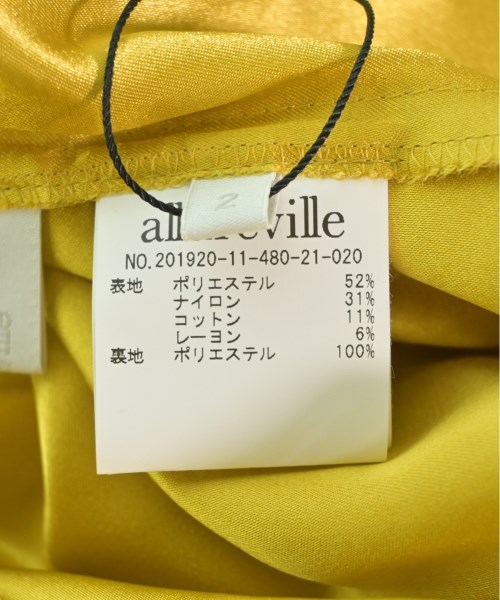 2
allureville
NO.201920-11-480-21-020
表地 ポリエステル 52%
ナイロン 31%
コットン 11%
レーヨン 6%
裏地 ポリエステル 100%